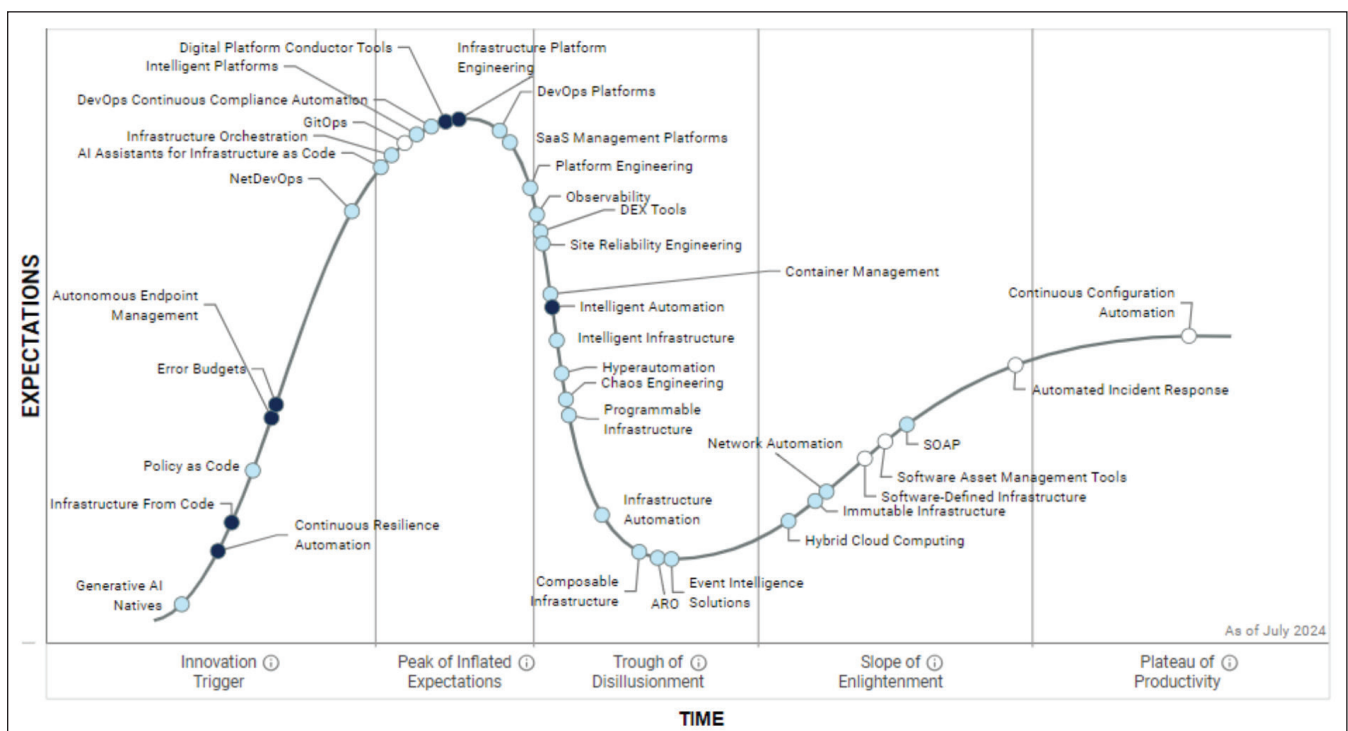 Digital Platform Conductor Tools
Infrastructure Platform
Engineering
Intelligent Platforms
DevOps Platforms
DevOps Continuous Compliance Automation
GitOps
SaaS Management Platforms
Infrastructure Orchestration
AI Assistants for Infrastructure as Code
Platform Engineering
NetDevOps
Observability
DEX Tools
Site Reliability Engineering
Container Management
Autonomous Endpoint
Management
Intelligent Automation
Continuous Configuration
Automation
Intelligent Infrastructure
Error Budgets
Hyperautomation
Chaos Engineering
Automated Incident Response
Programmable
Infrastructure
Network Automation
SOAP
Policy as Code
Software Asset Management Tools
Software-Defined Infrastructure
Infrastructure From Code
Infrastructure
Automation
Immutable Infrastructure
Continuous Resilience
Automation
Hybrid Cloud Computing
Generative AI
Natives
Composable
Infrastructure
ARO
Event Intelligence
Solutions
EXPECTATIONS
As of July 2024
Innovation
Trigger
Peak of Inflated
Expectations
Trough of
Disillusionment
Slope of
Enlightenment
Plateau of
Productivity
TIME